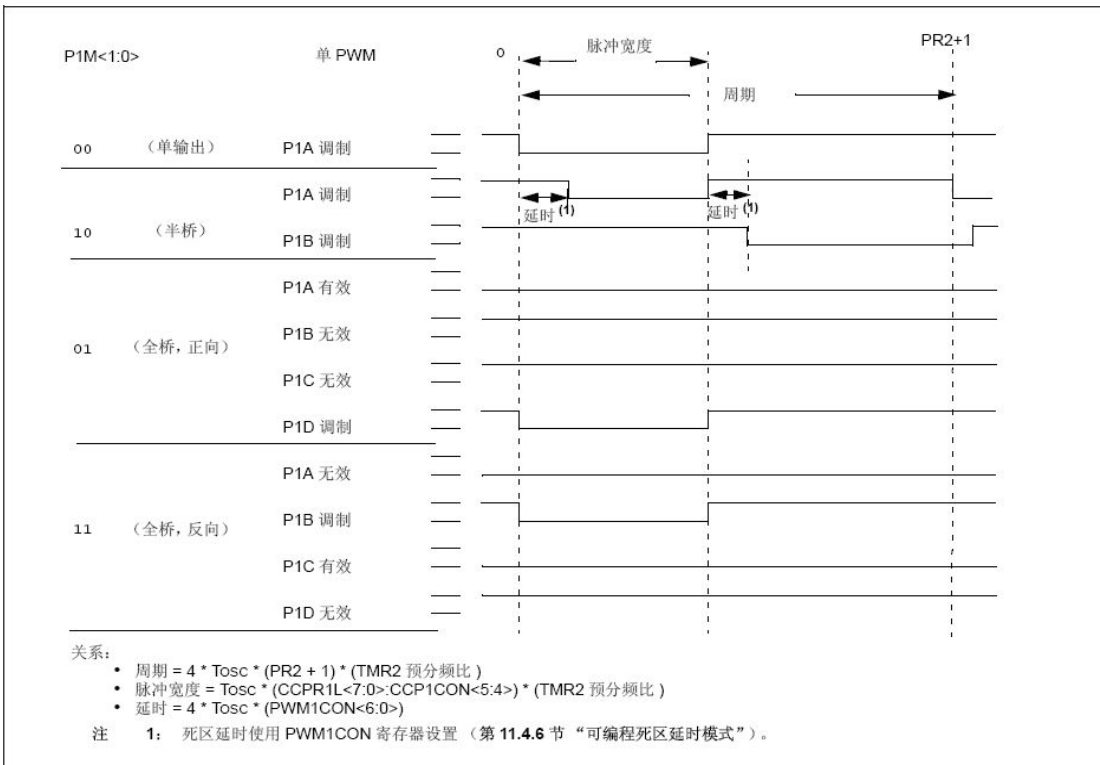 P1M<1:0> 单 PWM 0 脉冲宽度 PR2+1
周期
00 （单输出） P1A 调制
P1A 调制
延时(1) 延时(1)
10 （半桥）
P1B 调制
P1A 有效
P1B 无效
01 （全桥，正向）
P1C 无效
P1D 调制
P1A 无效
P1B 调制
11 （全桥，反向）
P1C 有效
P1D 无效
关系：
• 周期 = 4 * Tosc * (PR2 + 1) * (TMR2 预分频比 )
• 脉冲宽度 = Tosc * (CCPR1L<7:0>:CCP1CON<5:4>) * (TMR2 预分频比 )
• 延时 = 4 * Tosc * (PWM1CON<6:0>)
注 1： 死区延时使用 PWM1CON 寄存器设置 （第 11.4.6 节 “可编程死区延时模式”）。